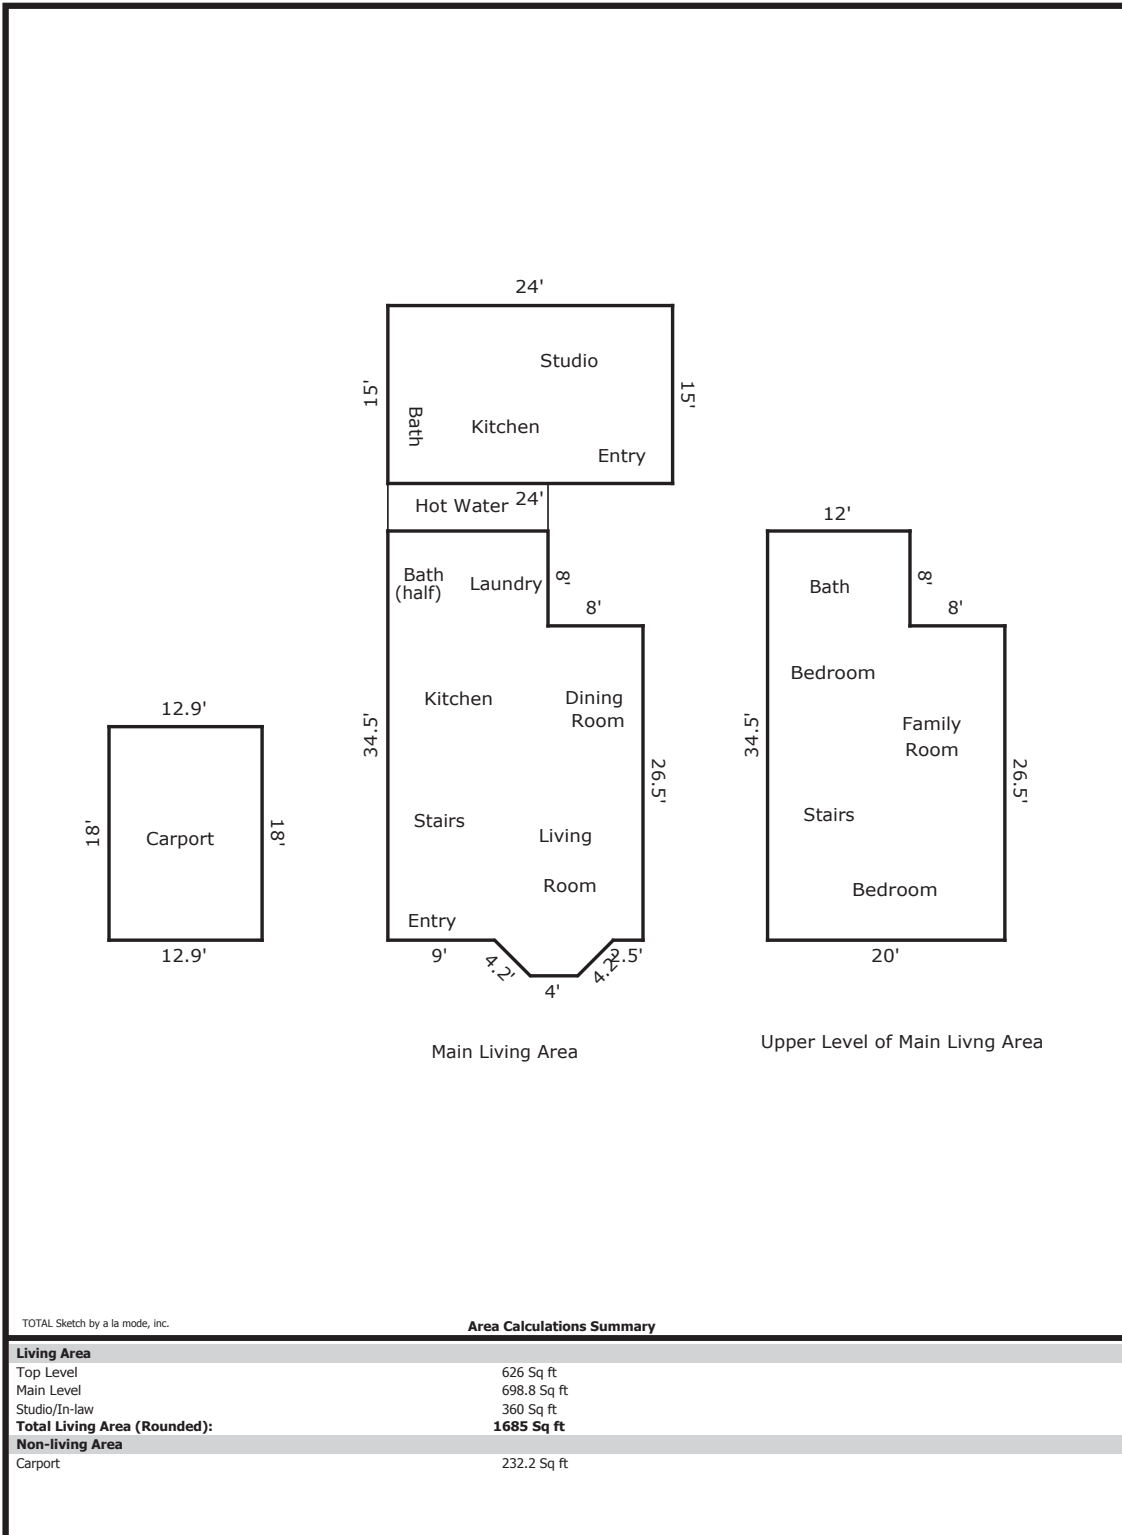 24'
Studio
15'
15'
Bath
Kitchen
Entry
Hot Water
24'
12'
Bath
(half)
Laundry
8'
8'
Bath
8'
8'
Bedroom
Kitchen
Dining
Room
12.9'
34.5'
34.5'
Family
Room
26.5'
26.5'
Stairs
Stairs
18'
Carport
18'
Living
Room
Bedroom
Entry
12.9'
9'
4.2'
4'
4.2'
2.5'
20'
Main Living Area
Upper Level of Main Livng Area
TOTAL Sketch by a la mode, inc.
Area Calculations Summary
Living Area
Top Level 626 Sq ft
Main Level 698.8 Sq ft
Studio/In-law 360 Sq ft
Total Living Area (Rounded): 1685 Sq ft
Non-living Area
Carport 232.2 Sq ft